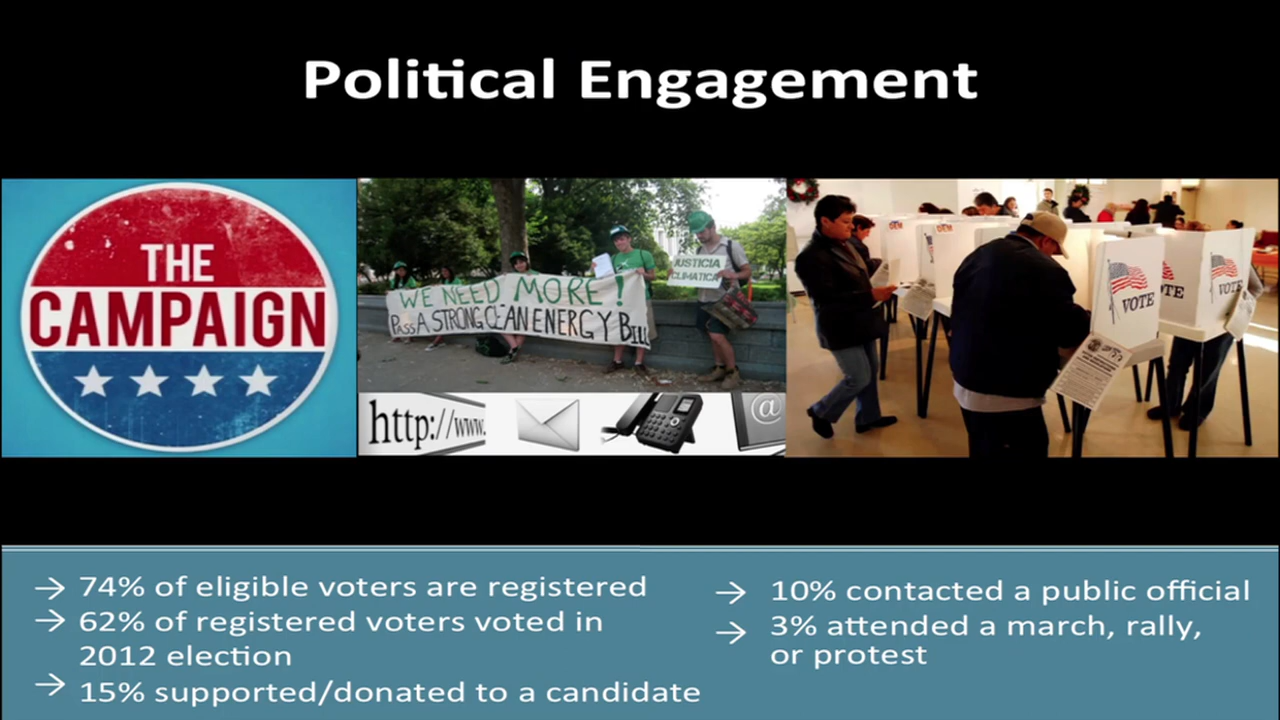 Political Engagement
THE
CAMPAIGN
WE NEED MORE!
PASS A STRONG CLEAN ENERGY BILL
JUSTICIA
CLIMATICA
http://www.
@
VOTE
VOTE
74% of eligible voters are registered
62% of registered voters voted in
2012 election
15% supported/donated to a candidate
10% contacted a public official
3% attended a march, rally,
or protest